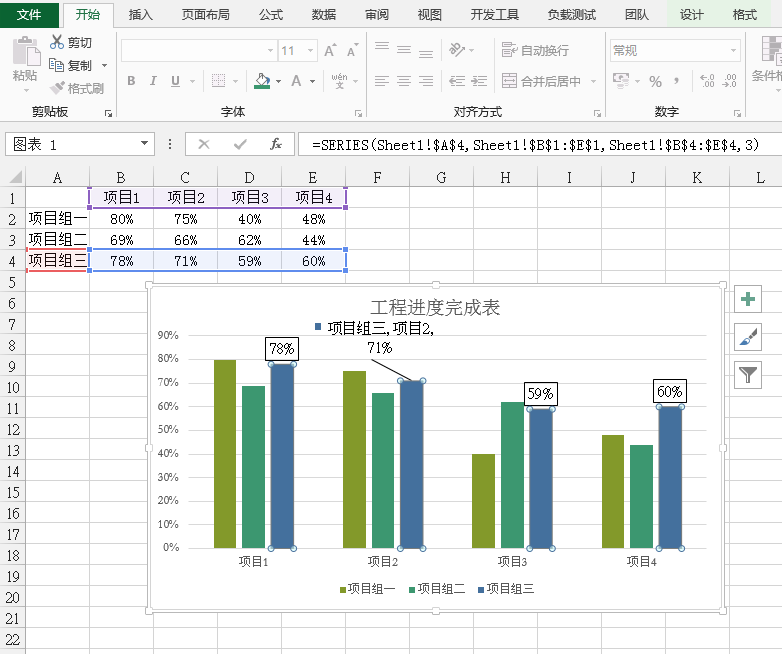 文件 开始 插入 页面布局 公式 数据 审阅 视图 开发工具 负载测试 团队 设计 格式
粘贴 剪切 复制 格式刷
11 A A
B I U A wén 文
自动换行
合并后居中
常规
% , .00
剪贴板 字体 对齐方式 数字
图表 1 fx =SERIES(Sheet1!$A$4,Sheet1!$B$1:$E$1,Sheet1!$B$4:$E$4,3)
A B C D E F G H I J K L
1 项目1 项目2 项目3 项目4
2 项目组一 80% 75% 40% 48%
3 项目组二 69% 66% 62% 44%
4 项目组三 78% 71% 59% 60%
5
6
7
8
9
10
11
12
13
14
15
16
17
18
19
20
21
22
工程进度完成表
项目组三,项目2,
71%
78%
59%
60%
90%
80%
70%
60%
50%
40%
30%
20%
10%
0%
项目1 项目2 项目3 项目4
项目组一 项目组二 项目组三